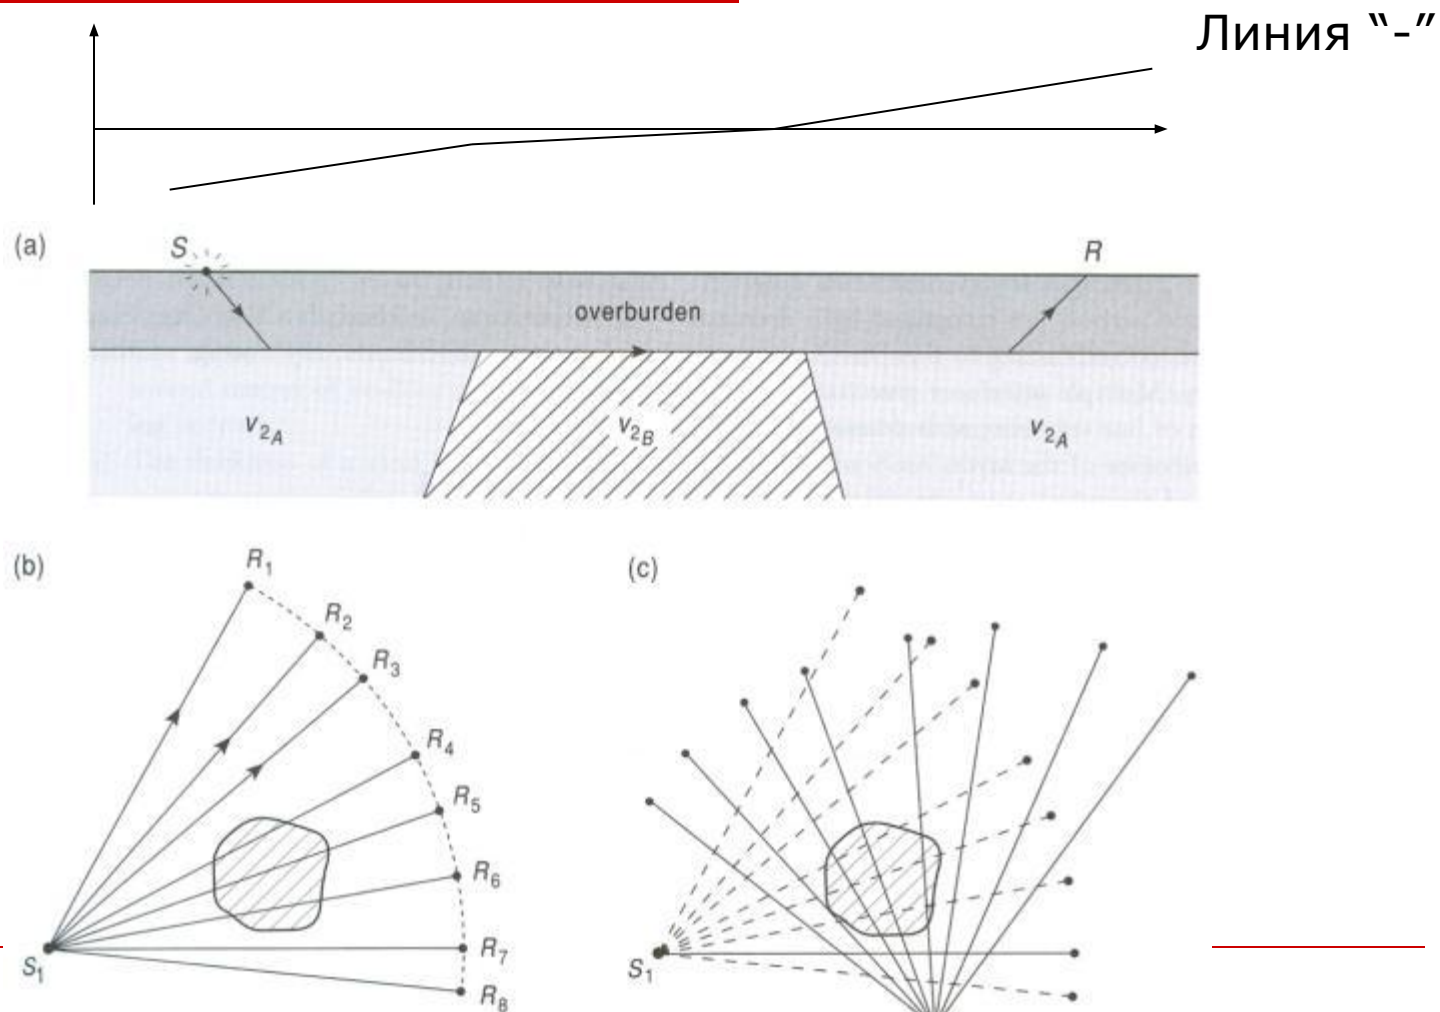 Линия “-”
(a)
S
R
overburden
v2A
v2B
v2A
(b)
R1
R2
R3
R4
R5
R6
R7
R8
S1
(c)
S1